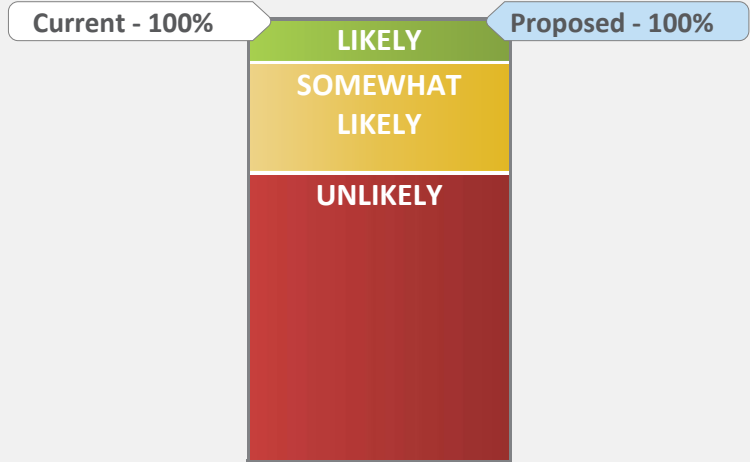 Current - 100%
LIKELY
Proposed - 100%
SOMEWHAT
LIKELY
UNLIKELY